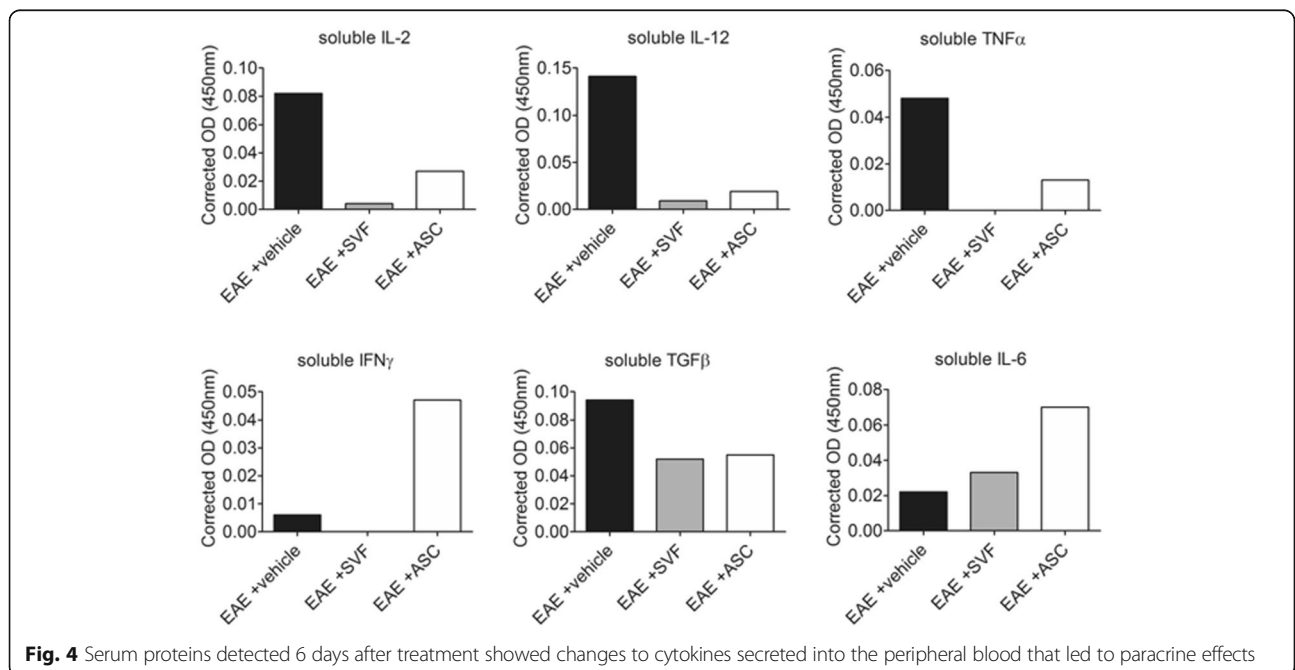 soluble IL-2
Corrected OD (450nm)
0.10
0.08
0.06
0.04
0.02
0.00
EAE +vehicle
EAE +SVF
EAE +ASC
soluble IL-12
Corrected OD (450nm)
0.15
0.10
0.05
0.00
EAE +vehicle
EAE +SVF
EAE +ASC
soluble TNFα
Corrected OD (450nm)
0.06
0.04
0.02
0.00
EAE +vehicle
EAE +SVF
EAE +ASC
soluble IFNγ
Corrected OD (450nm)
0.05
0.04
0.03
0.02
0.01
0.00
EAE +vehicle
EAE +SVF
EAE +ASC
soluble TGFβ
Corrected OD (450nm)
0.10
0.08
0.06
0.04
0.02
0.00
EAE +vehicle
EAE +SVF
EAE +ASC
soluble IL-6
Corrected OD (450nm)
0.08
0.06
0.04
0.02
0.00
EAE +vehicle
EAE +SVF
EAE +ASC
Fig. 4 Serum proteins detected 6 days after treatment showed changes to cytokines secreted into the peripheral blood that led to paracrine effects